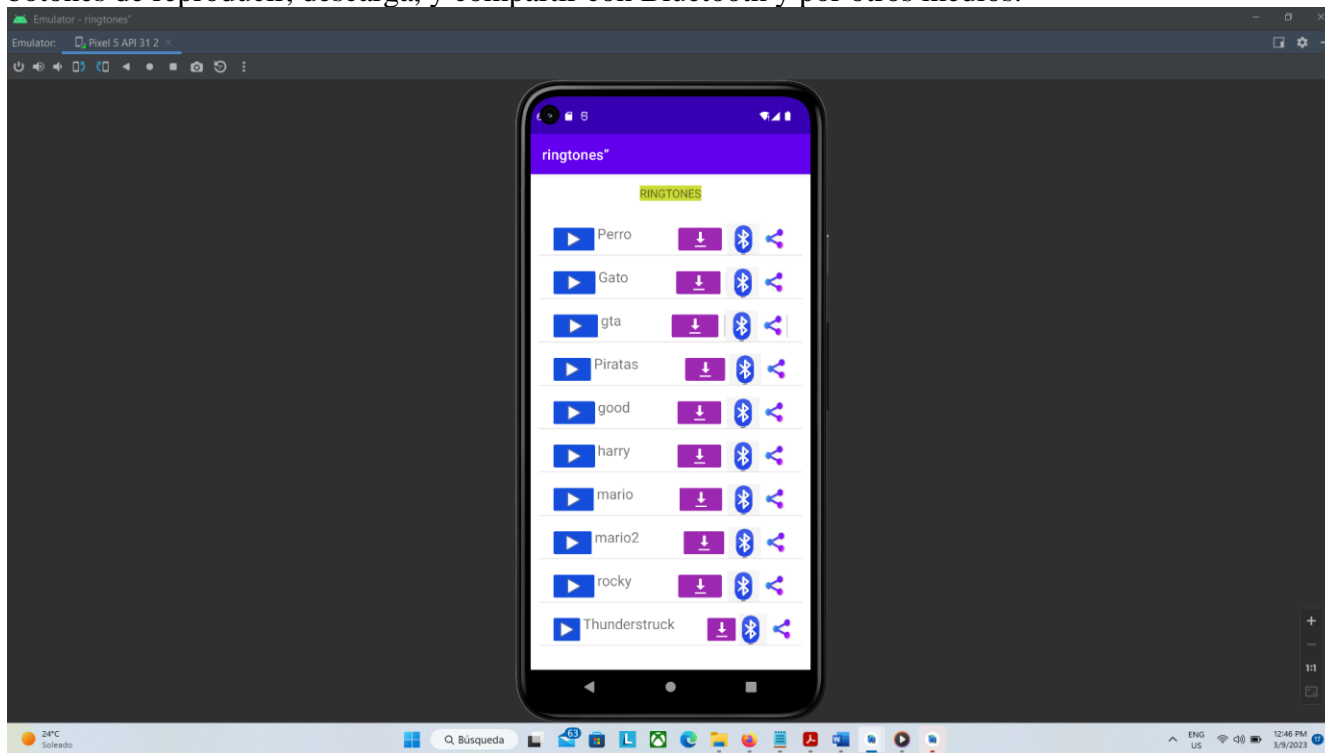 botones de reproducir, descarga, y compartir con Bluetooth y por otros medios.
Emulator - ringtones"
Emulator:
Pixel 5 API 31 2
ringtones”
RINGTONES
Perro
Gato
gta
Piratas
good
harry
mario
mario2
rocky
Thunderstruck
1:1
24°C
Soleado
Búsqueda
63
ENG
US
12:46 PM
3/9/2023
17